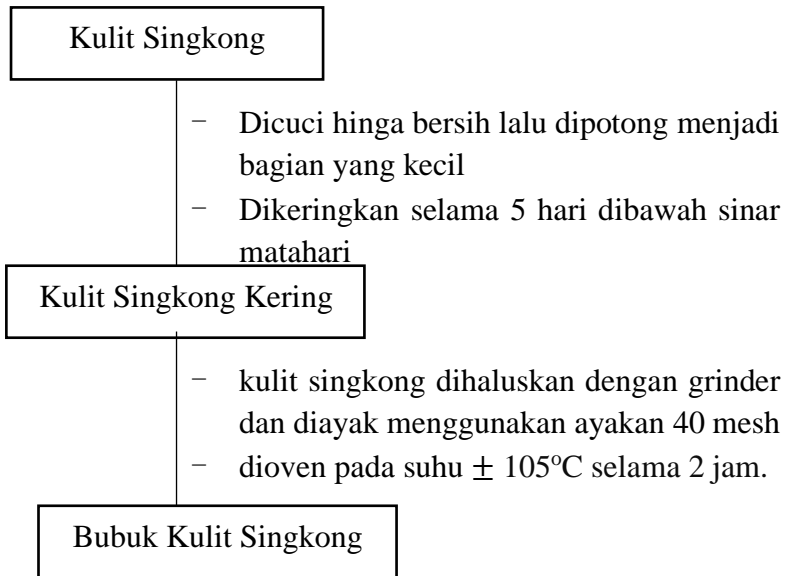 Kulit Singkong
− Dicuci hingga bersih lalu dipotong menjadi
bagian yang kecil
− Dikeringkan selama 5 hari dibawah sinar
matahari
Kulit Singkong Kering
− kulit singkong dihaluskan dengan grinder
dan diayak menggunakan ayakan 40 mesh
− dioven pada suhu ± 105°C selama 2 jam.
Bubuk Kulit Singkong